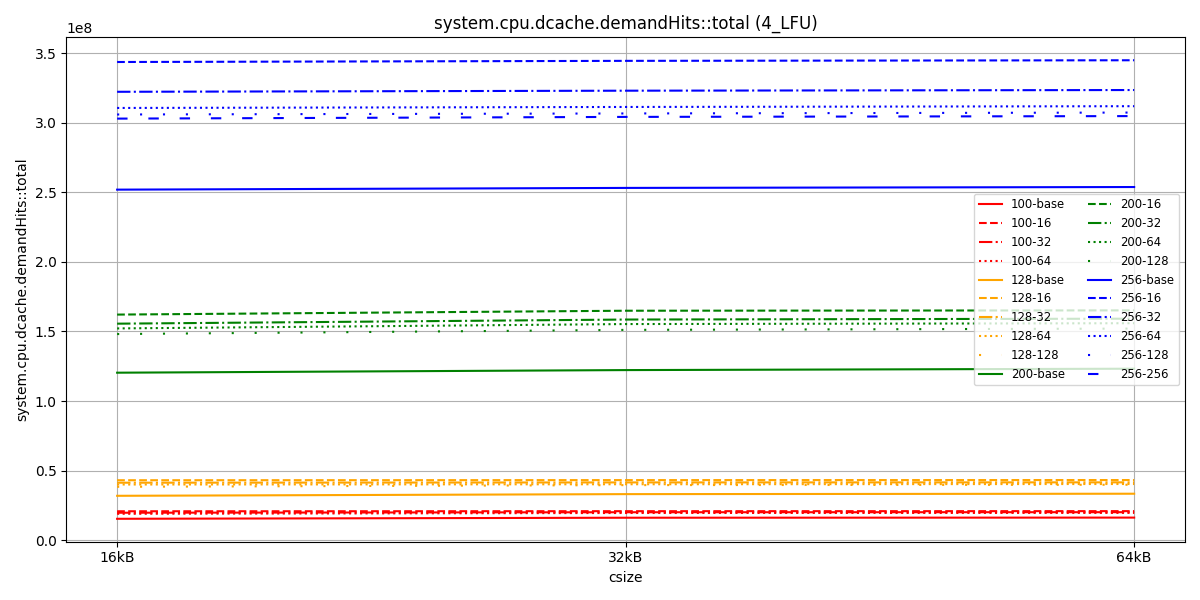 system.cpu.dcache.demandHits::total (4_LFU)
1e8
system.cpu.dcache.demandHits::total
3.5
3.0
2.5
2.0
1.5
1.0
0.5
0.0
100-base
100-16
100-32
100-64
128-base
128-16
128-32
128-64
128-128
200-base
200-16
200-32
200-64
200-128
256-base
256-16
256-32
256-64
256-128
256-256
16kB
32kB
64kB
csize